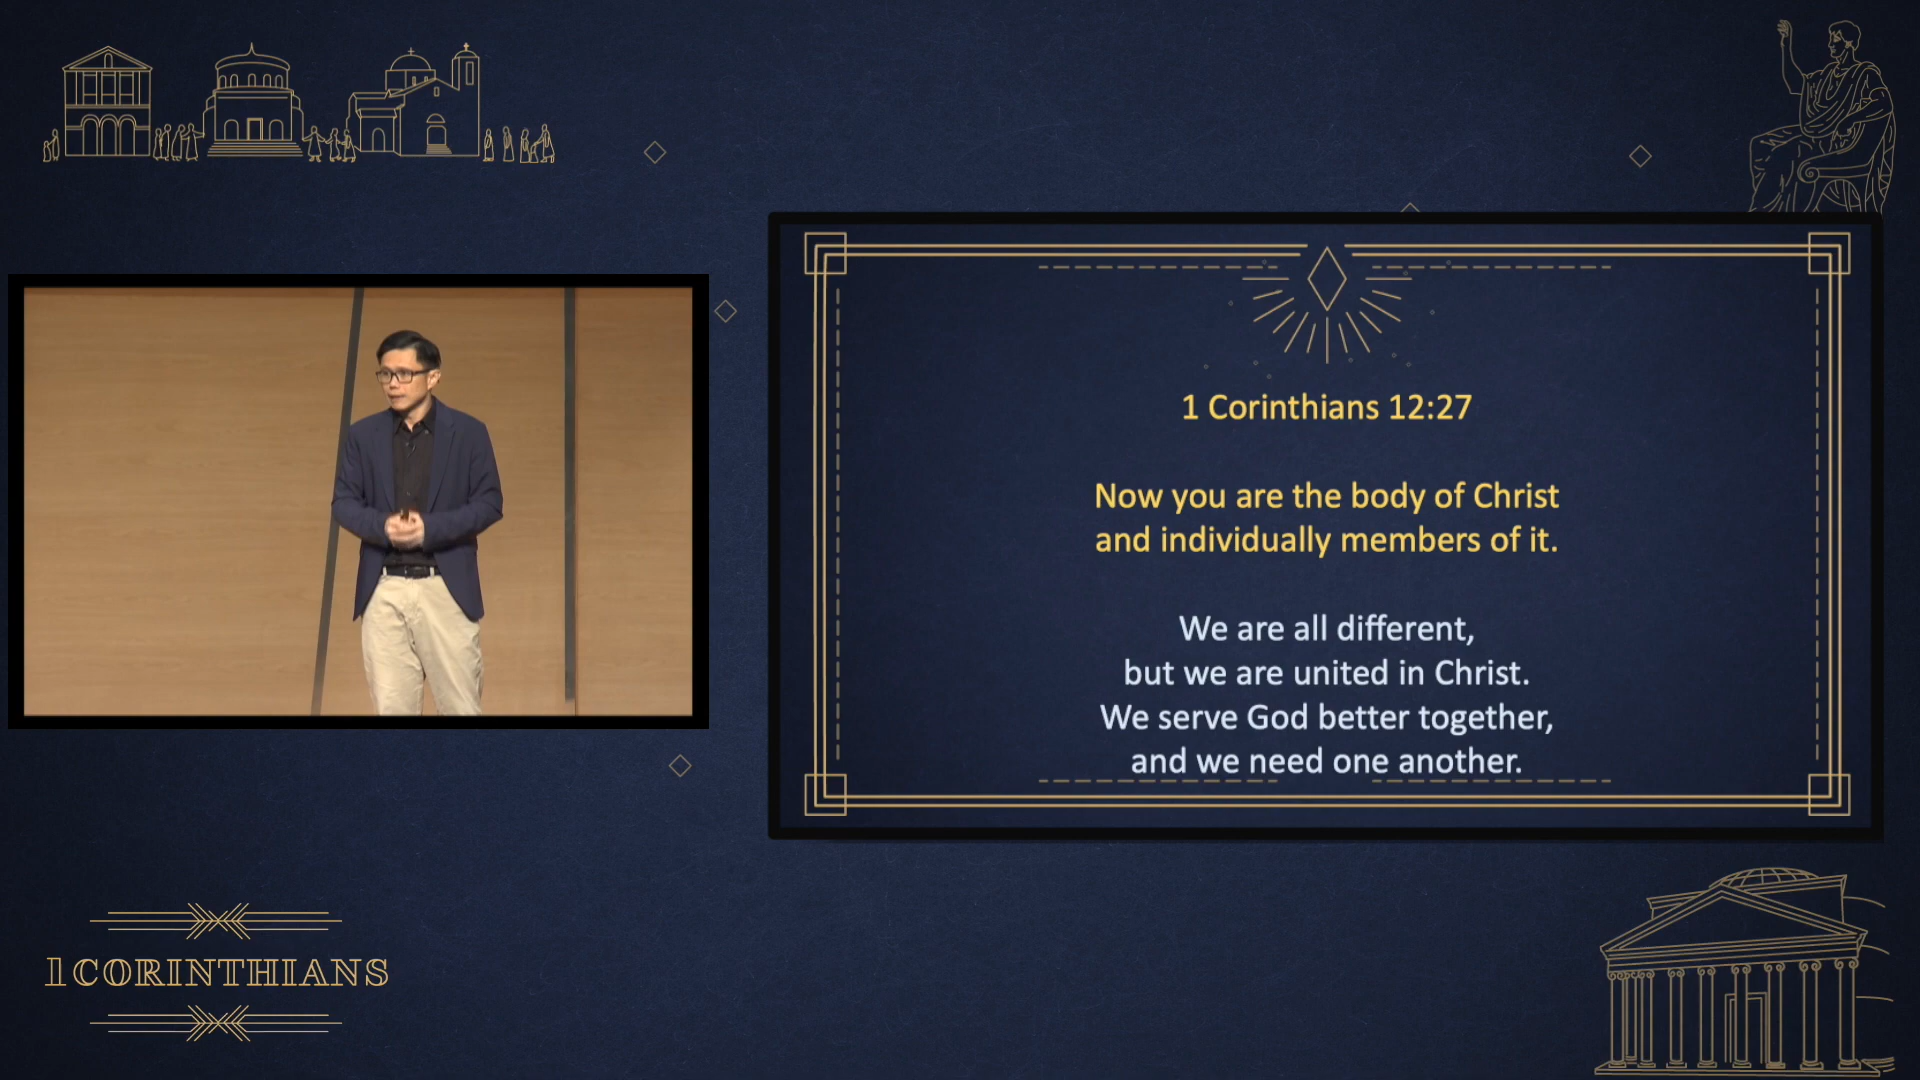 1 Corinthians 12:27
Now you are the body of Christ
and individually members of it.
We are all different,
but we are united in Christ.
We serve God better together,
and we need one another.
1CORINTHIANS